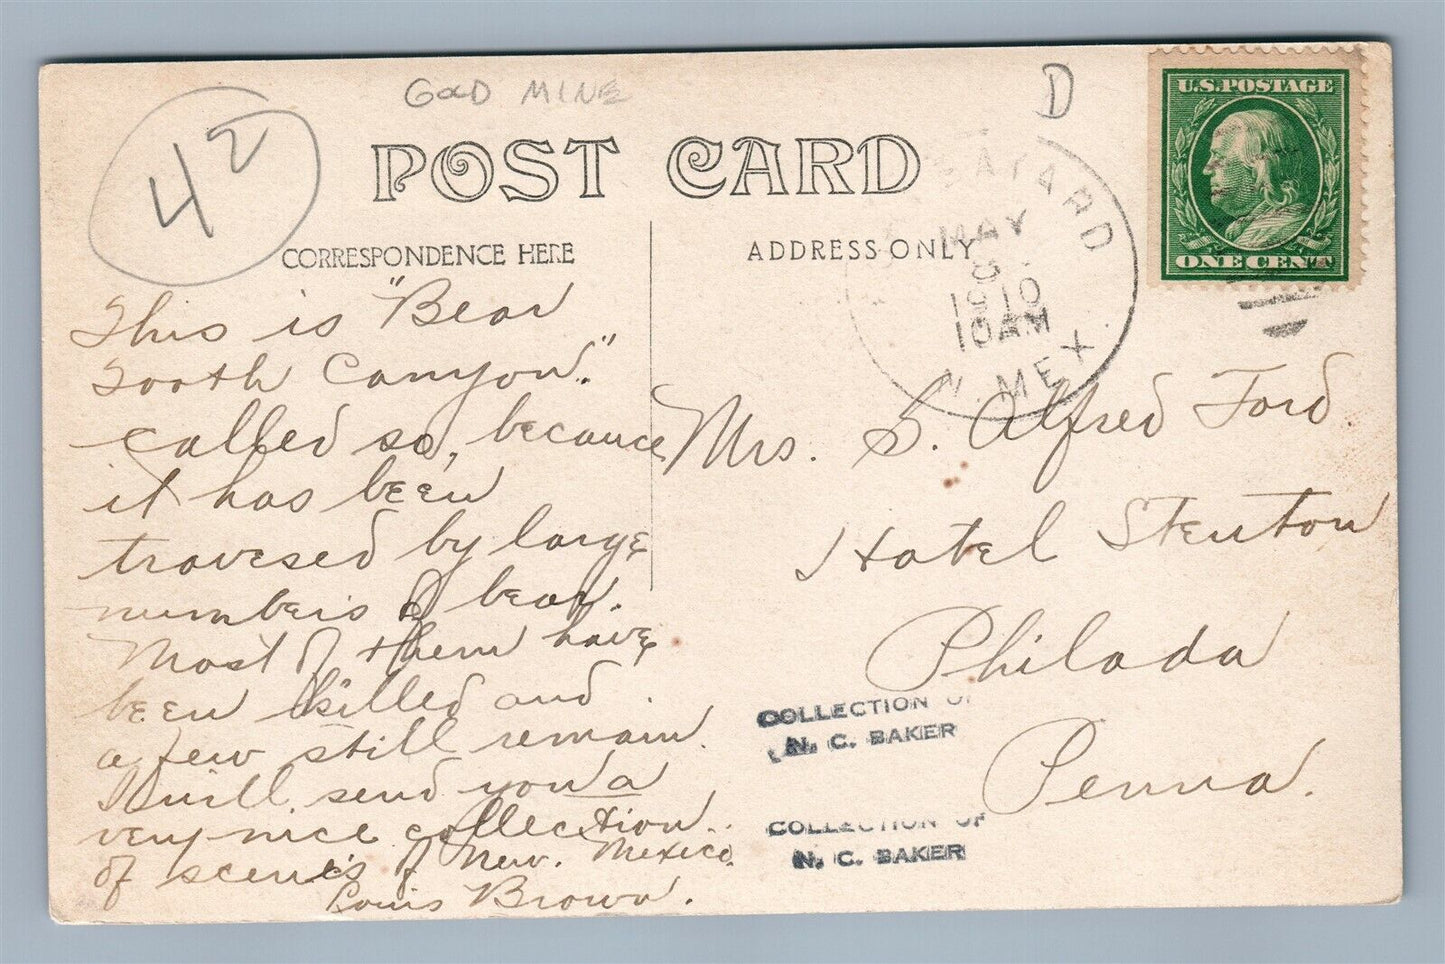 GOLD MINE
D
42
POST CARD
U.S. POSTAGE
ONE CENT
CORRESPONDENCE HERE
ADDRESS ONLY
BAYARD
MAY
10AM
1910
N. MEX.
This is "Bear
Tooth Canyon."
called so, because
it has been
travesed by large
numbers of bear.
Most of them have
been killed and
a few still remain.
I will send you a
very nice collection
of scenes of New. Mexico.
Louis Brown.
Mrs. S. Alfred Ford
Hotel Stenton
Philada
Penna.
COLLECTION OF
N. C. BAKER
COLLECTION OF
N. C. BAKER